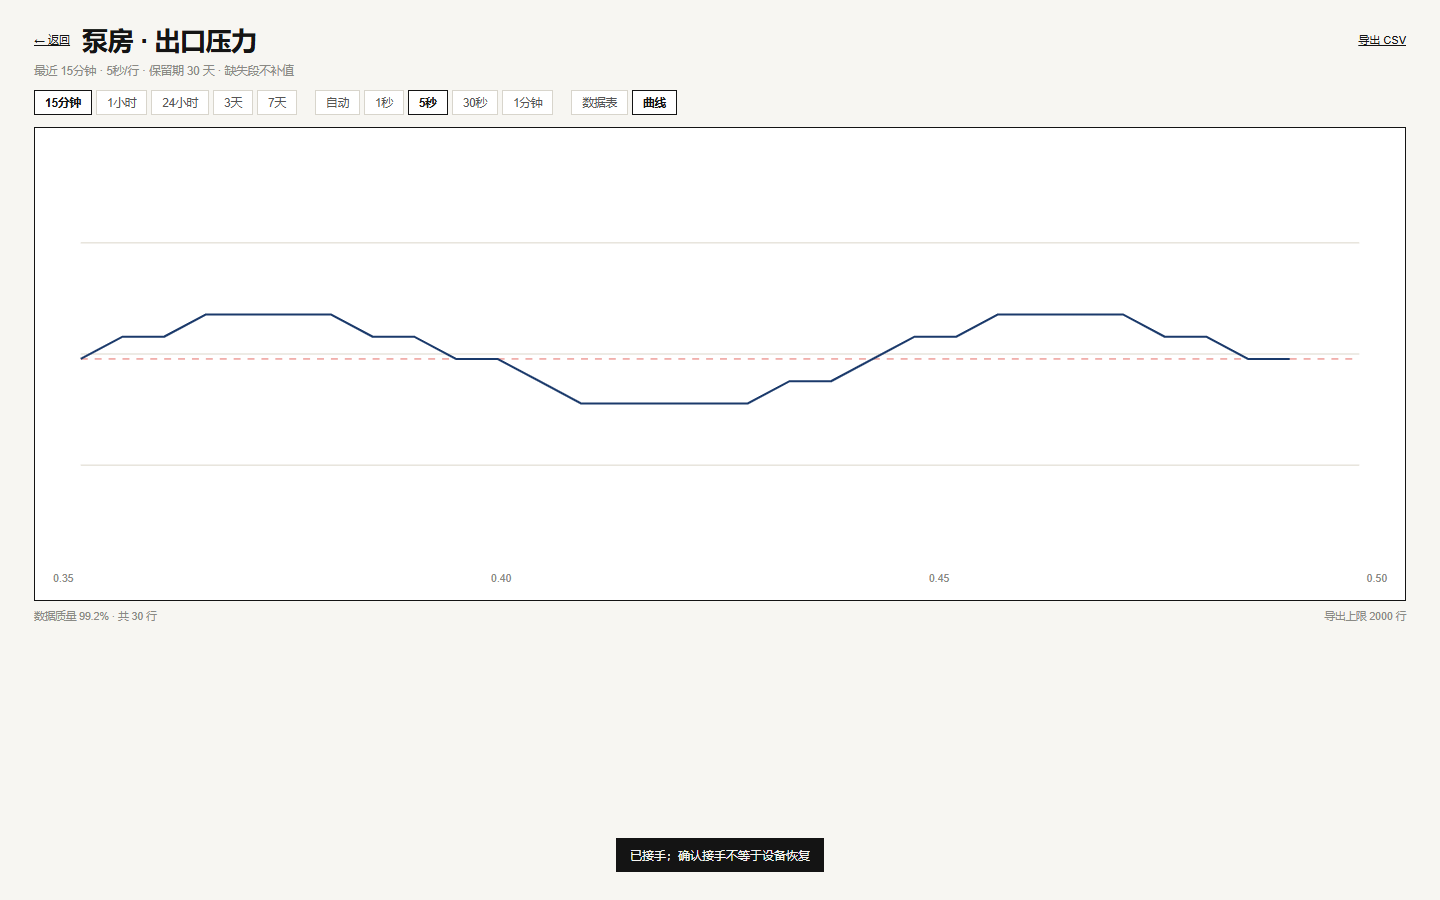 ←返回 泵房 · 出口压力 导出 CSV
最近 15分钟 · 5秒/行 · 保留期 30 天 · 缺失段不补值
15分钟 1小时 24小时 3天 7天 自动 1秒 5秒 30秒 1分钟 数据表 曲线
0.35 0.40 0.45 0.50
数据质量 99.2% · 共 30 行 导出上限 2000 行
已接手；确认接手不等于设备恢复